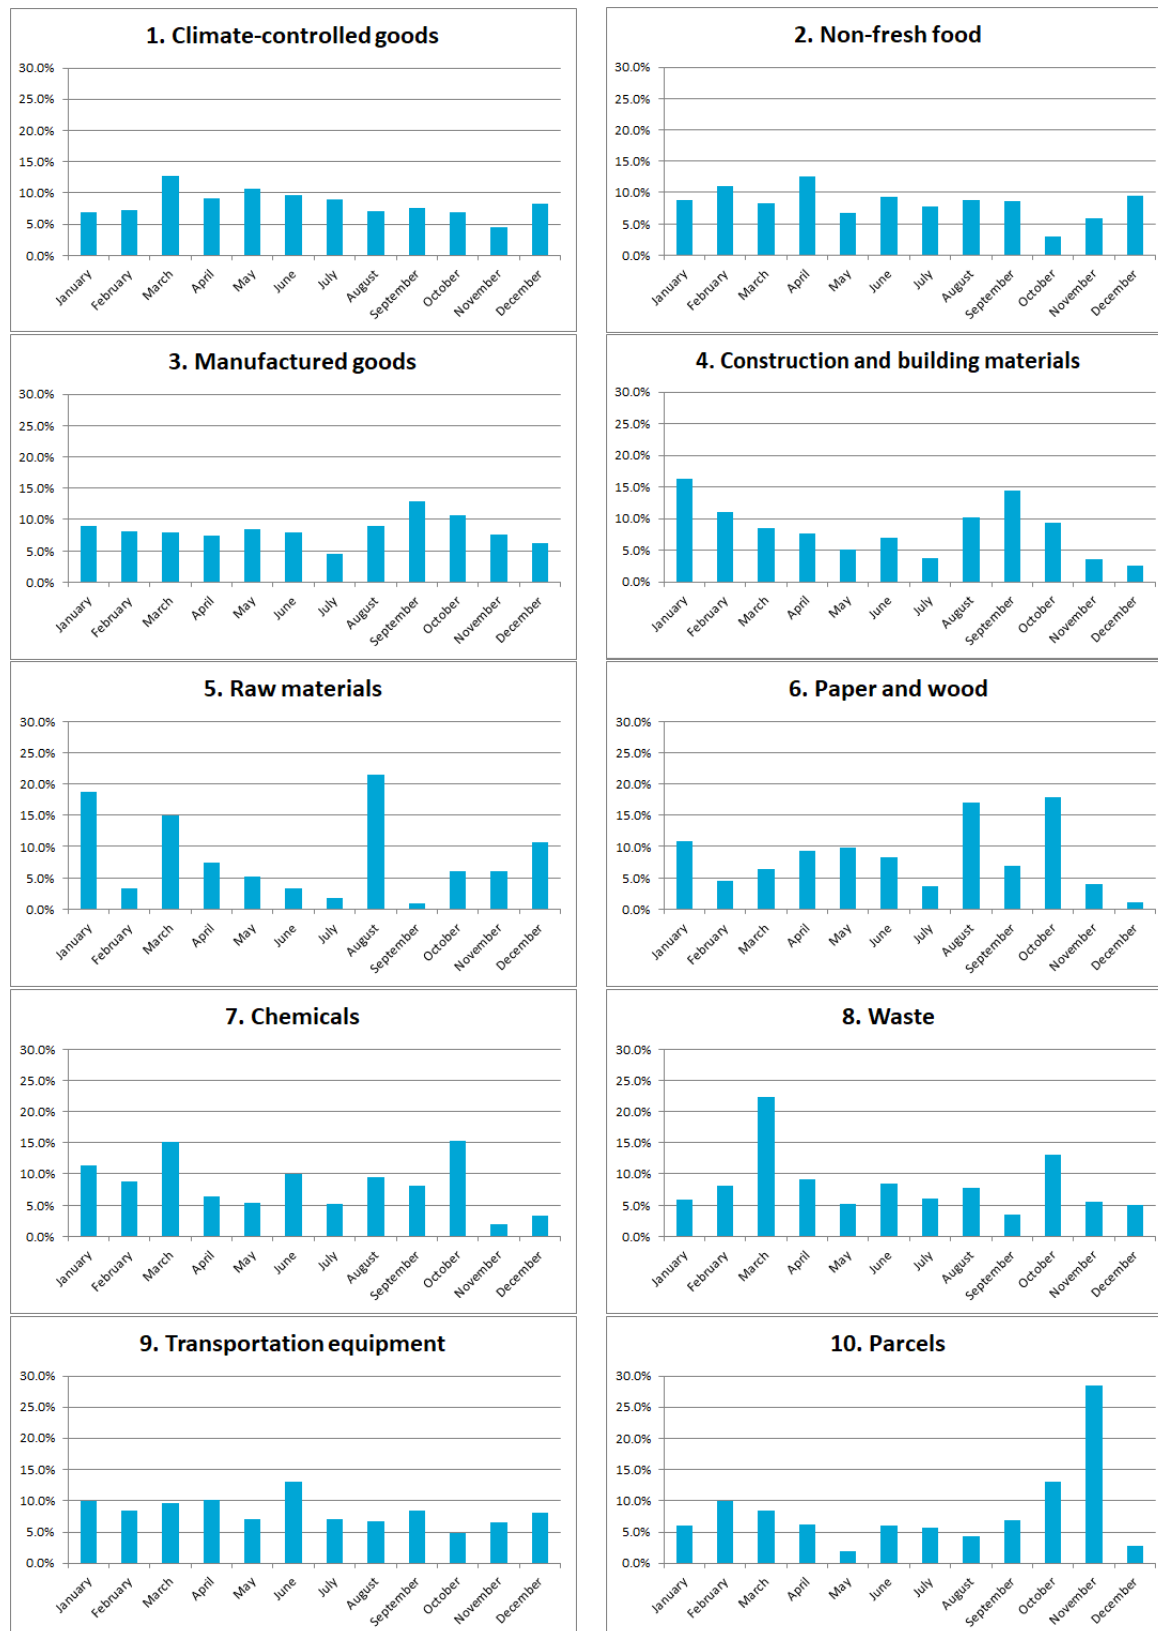 1. Climate-controlled goods
30.0%
25.0%
20.0%
15.0%
10.0%
5.0%
0.0%
January
February
March
April
May
June
July
August
September
October
November
December
2. Non-fresh food
30.0%
25.0%
20.0%
15.0%
10.0%
5.0%
0.0%
January
February
March
April
May
June
July
August
September
October
November
December
3. Manufactured goods
30.0%
25.0%
20.0%
15.0%
10.0%
5.0%
0.0%
January
February
March
April
May
June
July
August
September
October
November
December
4. Construction and building materials
30.0%
25.0%
20.0%
15.0%
10.0%
5.0%
0.0%
January
February
March
April
May
June
July
August
September
October
November
December
5. Raw materials
30.0%
25.0%
20.0%
15.0%
10.0%
5.0%
0.0%
January
February
March
April
May
June
July
August
September
October
November
December
6. Paper and wood
30.0%
25.0%
20.0%
15.0%
10.0%
5.0%
0.0%
January
February
March
April
May
June
July
August
September
October
November
December
7. Chemicals
30.0%
25.0%
20.0%
15.0%
10.0%
5.0%
0.0%
January
February
March
April
May
June
July
August
September
October
November
December
8. Waste
30.0%
25.0%
20.0%
15.0%
10.0%
5.0%
0.0%
January
February
March
April
May
June
July
August
September
October
November
December
9. Transportation equipment
30.0%
25.0%
20.0%
15.0%
10.0%
5.0%
0.0%
January
February
March
April
May
June
July
August
September
October
November
December
10. Parcels
30.0%
25.0%
20.0%
15.0%
10.0%
5.0%
0.0%
January
February
March
April
May
June
July
August
September
October
November
December